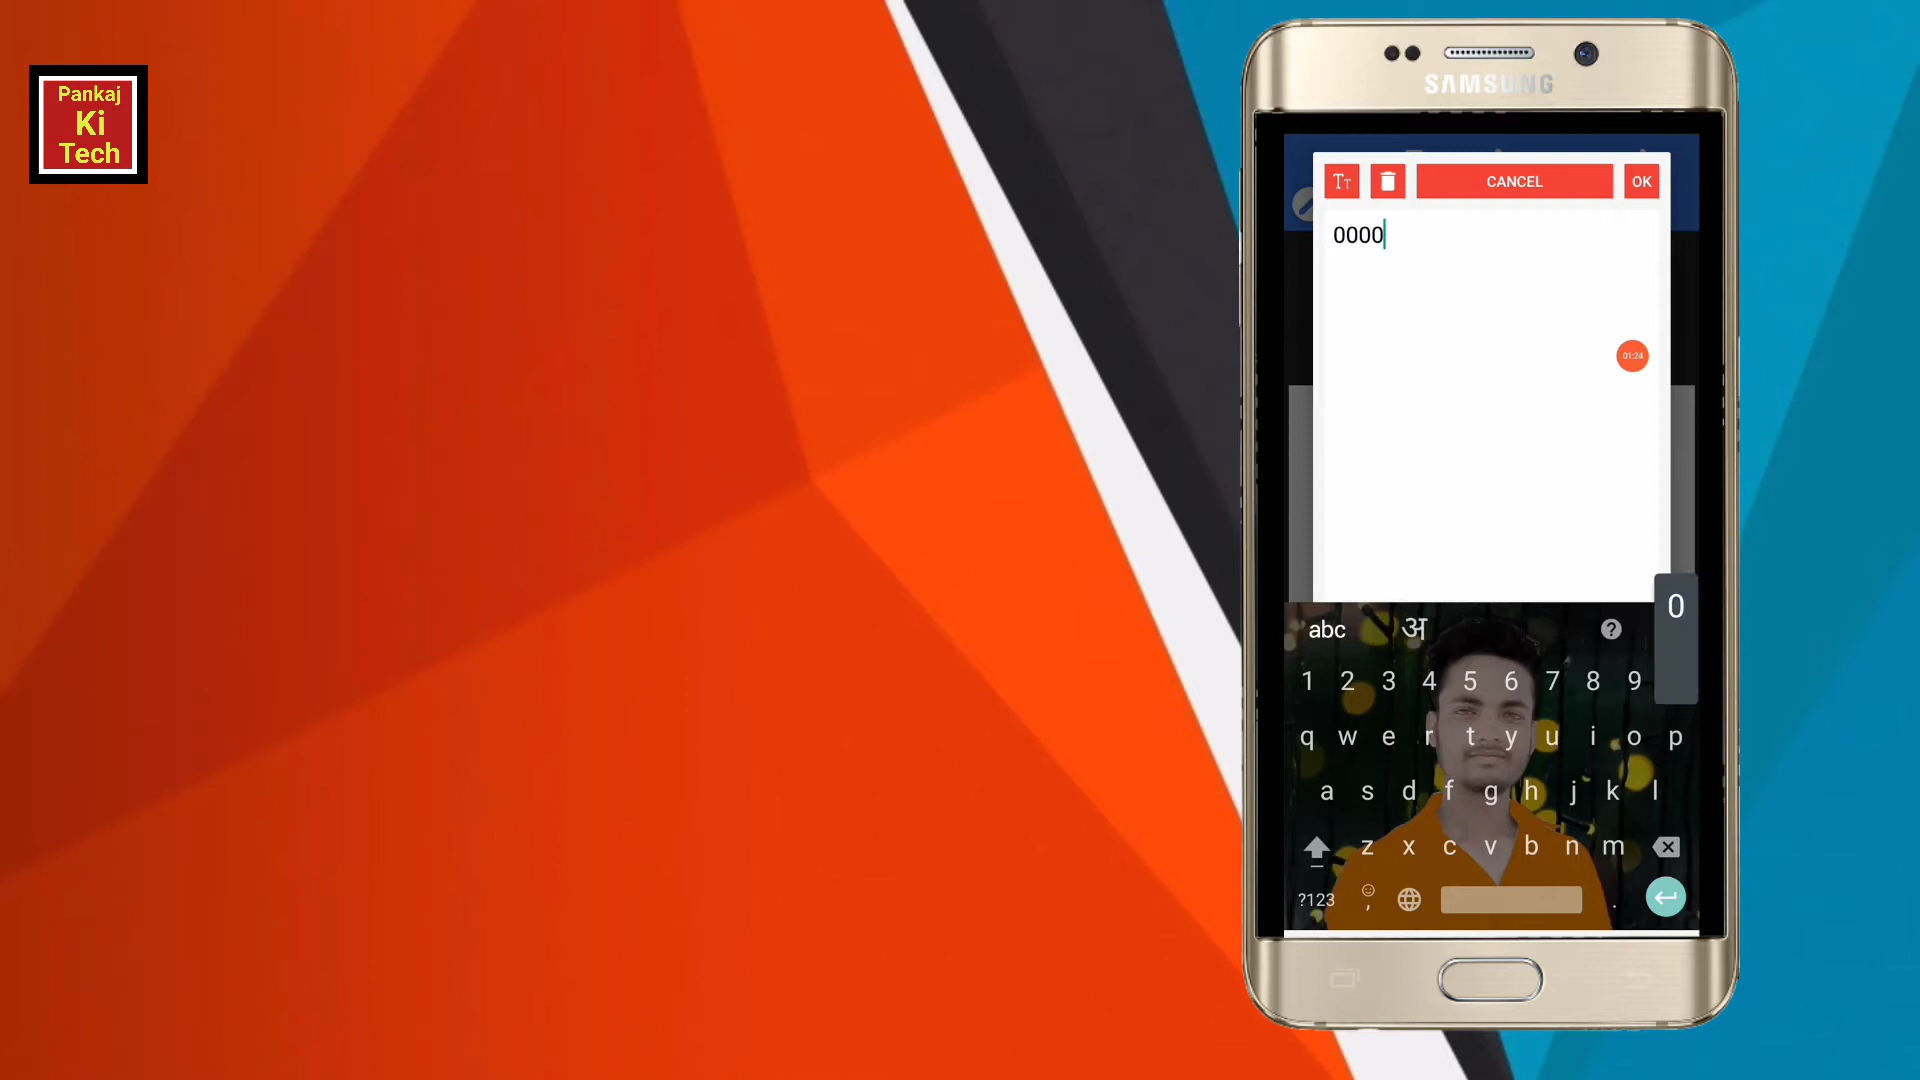 Pankaj
Ki
Tech
SAMSUNG
Tт CANCEL OK
0000
01:24
0
abc अ ?
1 2 3 4 5 6 7 8 9
q w e r t y u i o p
a s d f g h j k l
z x c v b n m
?123 , .